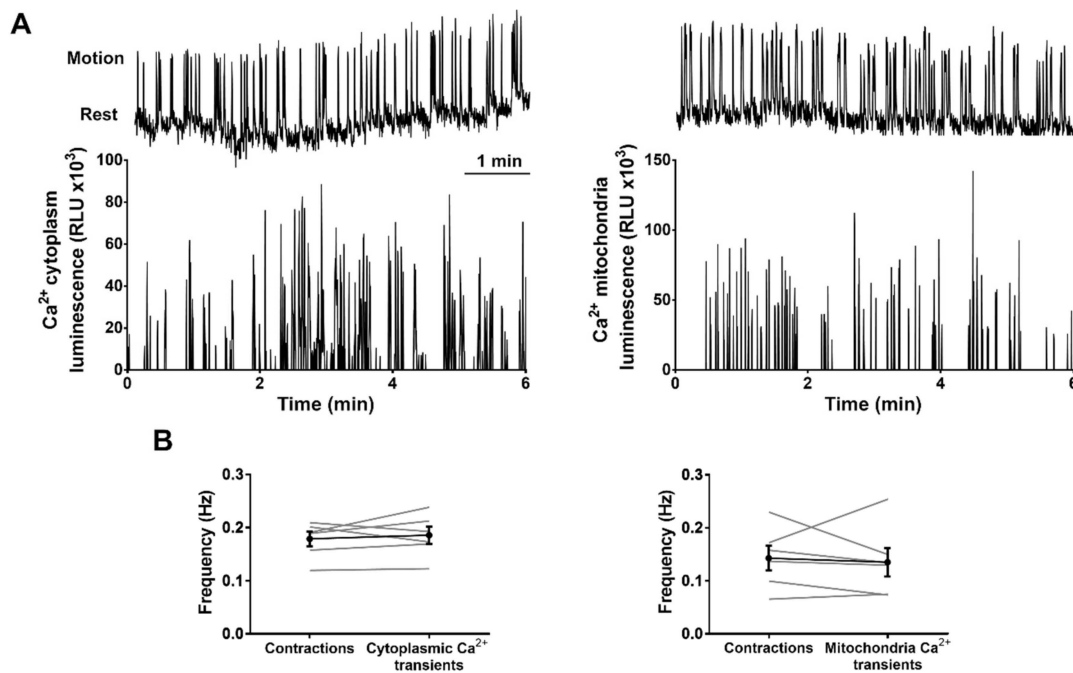 A
Motion
Rest
1 min
Ca²⁺ cytoplasm
luminescence (RLU x10³)
100
80
60
40
20
0
0
2
4
6
Time (min)
Ca²⁺ mitochondria
luminescence (RLU x10³)
150
100
50
0
0
2
4
6
Time (min)
B
Frequency (Hz)
0.3
0.2
0.1
0.0
Contractions
Cytoplasmic Ca²⁺
transients
Frequency (Hz)
0.3
0.2
0.1
0.0
Contractions
Mitochondria Ca²⁺
transients